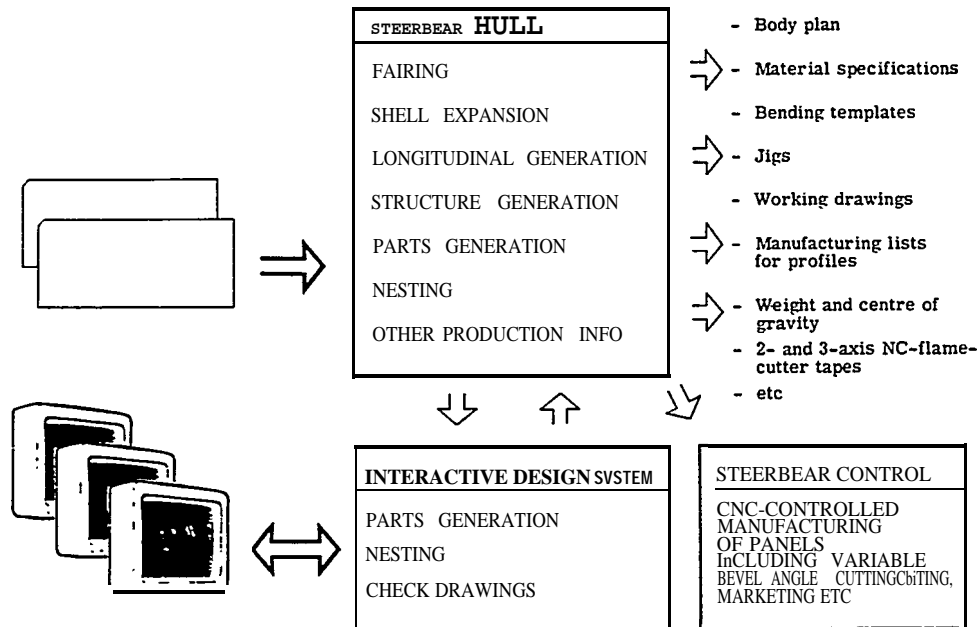 STEERBEAR HULL
FAIRING
SHELL EXPANSION
LONGITUDINAL GENERATION
STRUCTURE GENERATION
PARTS GENERATION
NESTING
OTHER PRODUCTION INFO
- Body plan
- Material specifications
- Bending templates
- Jigs
- Working drawings
- Manufacturing lists
for profiles
- Weight and centre of
gravity
- 2- and 3-axis NC-flame-
cutter tapes
- etc
INTERACTIVE DESIGN SVSTEM
PARTS GENERATION
NESTING
CHECK DRAWINGS
STEERBEAR CONTROL
CNC-CONTROLLED
MANUFACTURING
OF PANELS
InCLUDING VARIABLE
BEVEL ANGLE CUTTINGCbiTING,
MARKETING ETC